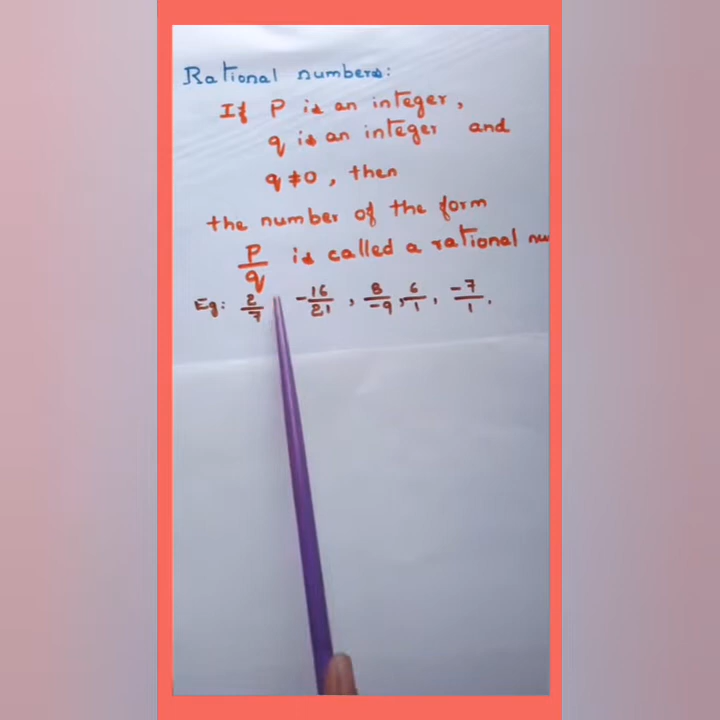 Rational numbers:
If P is an integer,
q is an integer and
q ≠ 0, then
the number of the form
P/q is called a rational nu
Eg: 2/7 -16/21, 8/-9, 6/1, -7/1.